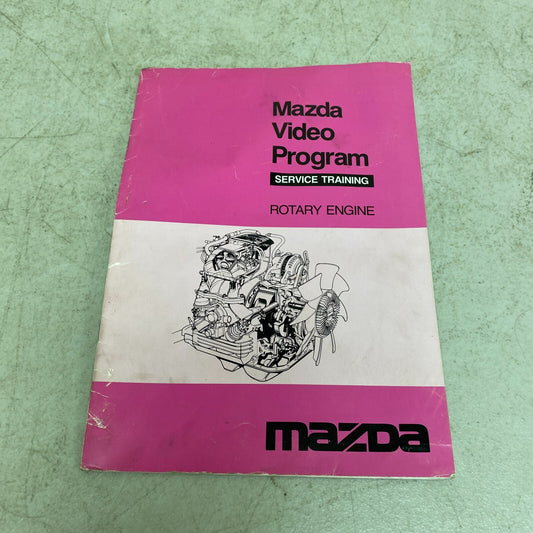 Mazda
Video
Program
SERVICE TRAINING
ROTARY ENGINE
mazda